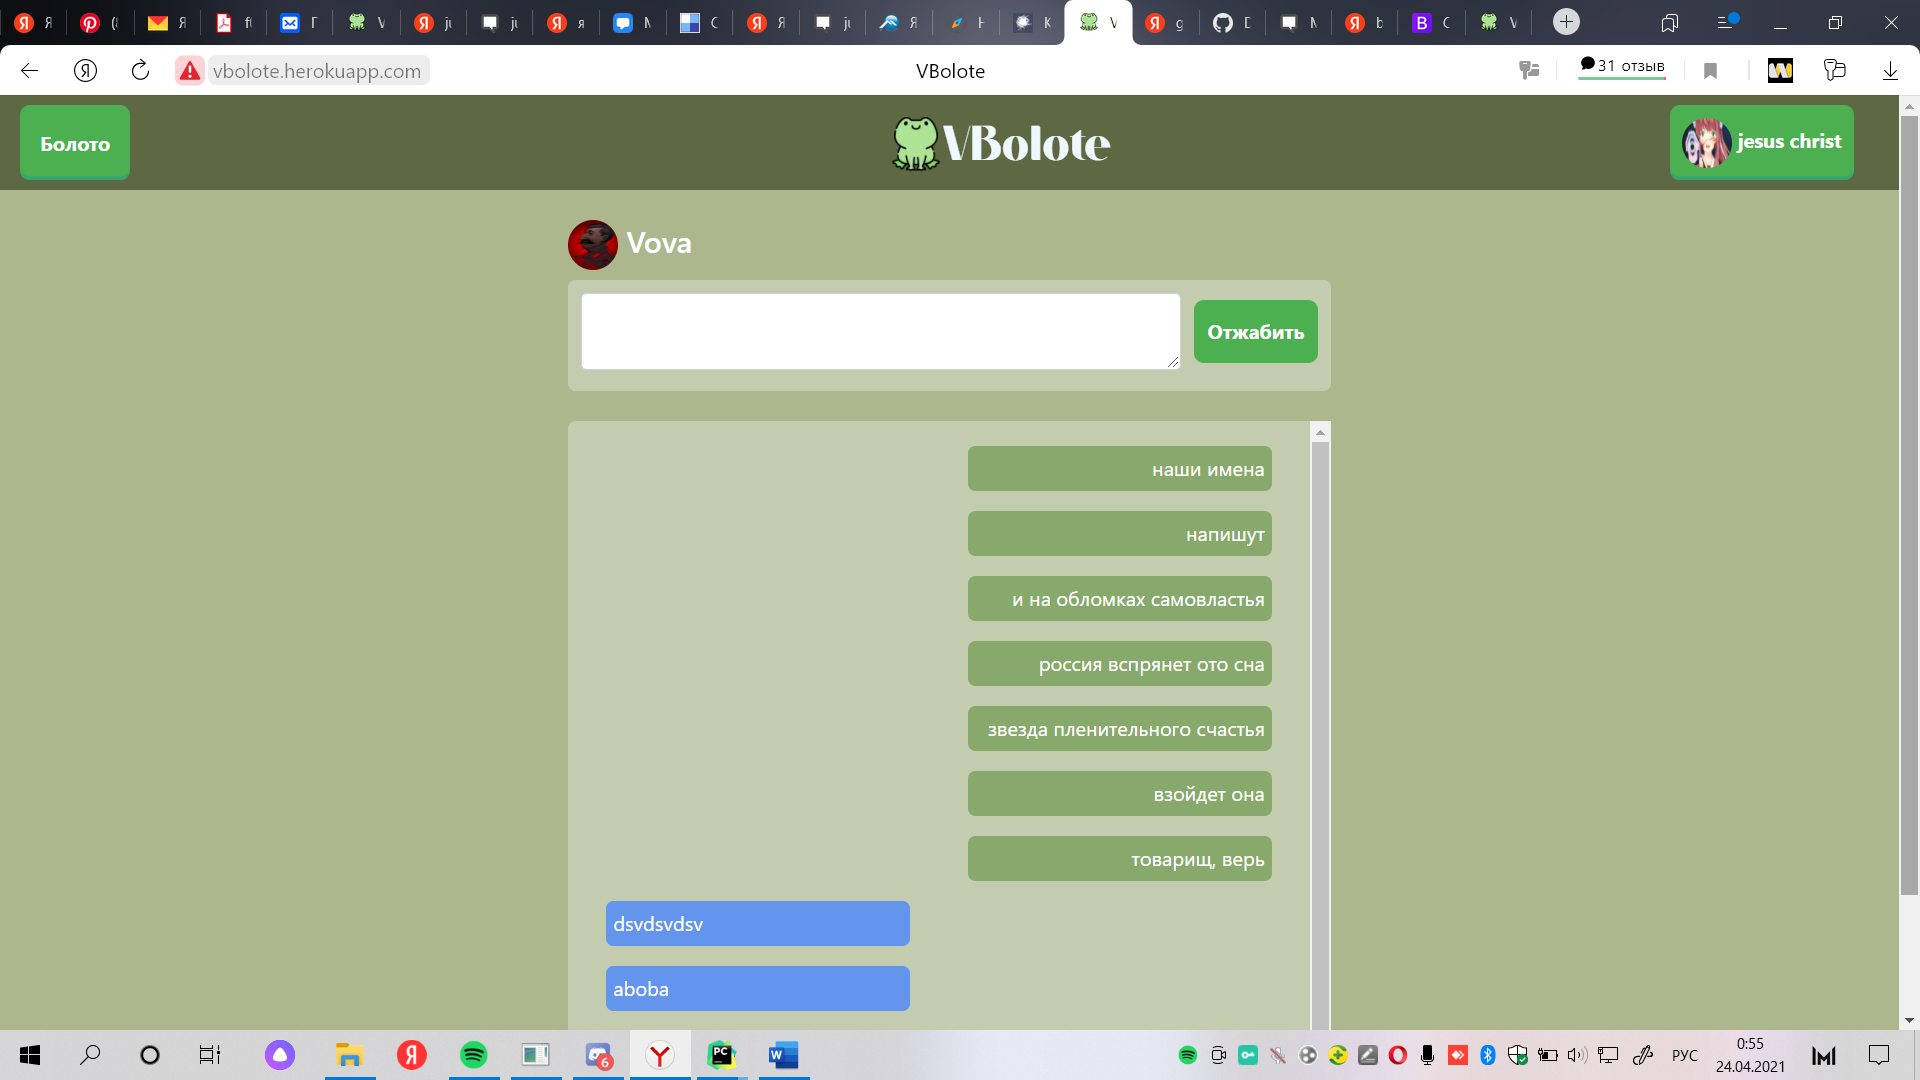 vbolote.herokuapp.com
VBolote
31 отзыв
Болото
VBolote
jesus christ
Vova
Отжабить
наши имена
напишут
и на обломках самовластья
россия вспрянет ото сна
звезда пленительного счастья
взойдет она
товарищ, верь
dsvdsvdsv
aboba
6
РУС
0:55
24.04.2021